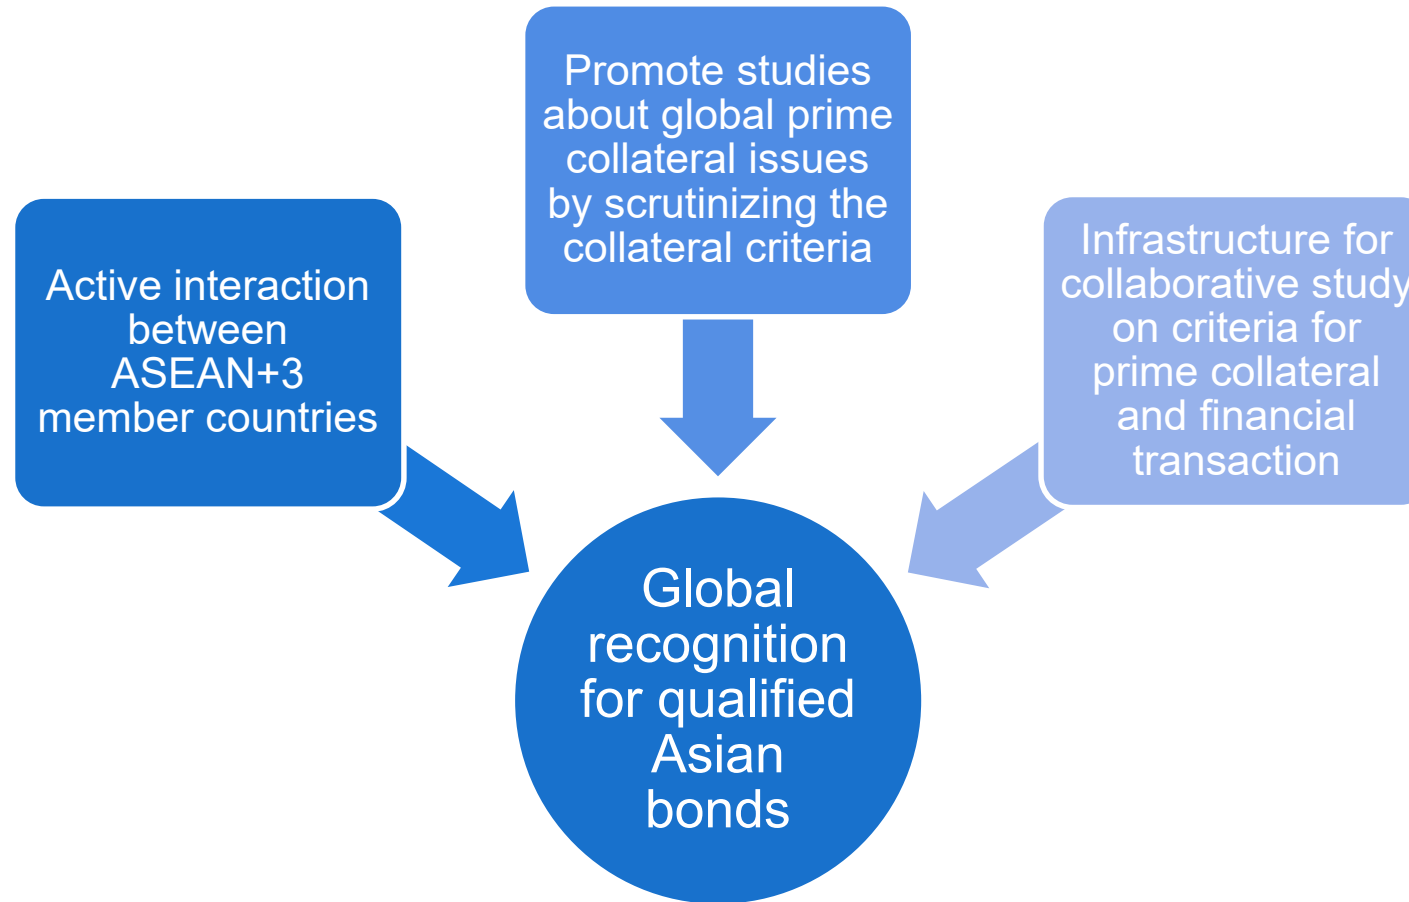 Promote studies
about global prime
collateral issues
by scrutinizing the
collateral criteria
Active interaction
between
ASEAN+3
member countries
Infrastructure for
collaborative study
on criteria for
prime collateral
and financial
transaction
Global
recognition
for qualified
Asian
bonds